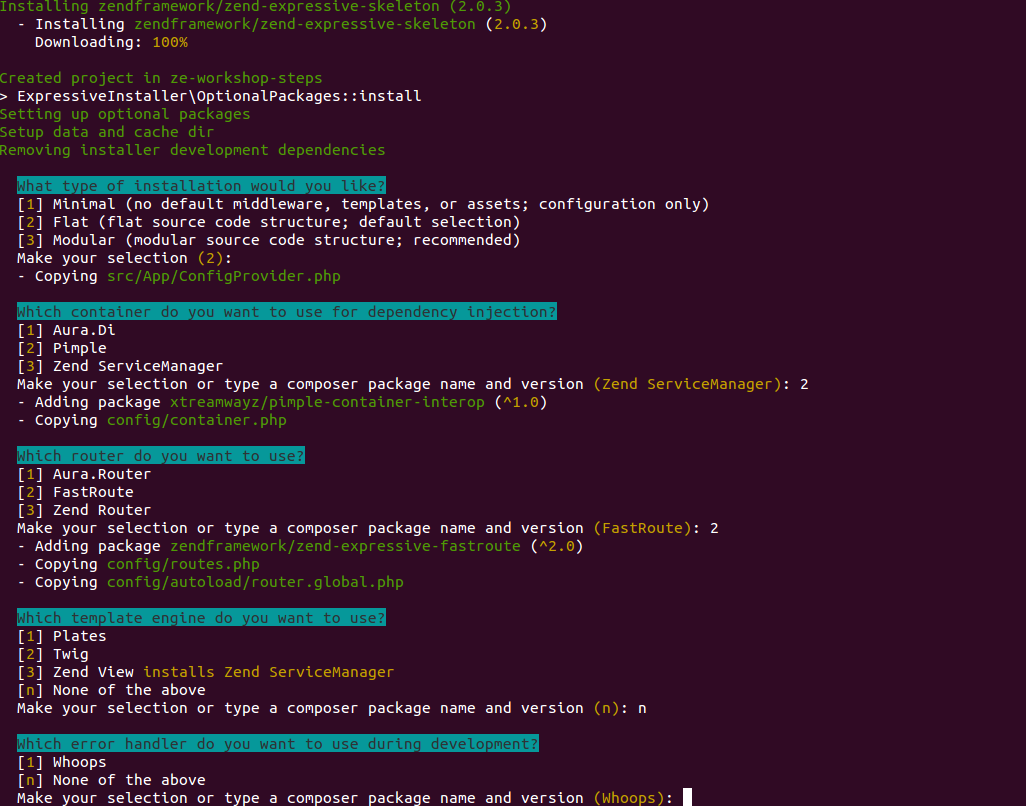 Installing zendframework/zend-expressive-skeleton (2.0.3)
- Installing zendframework/zend-expressive-skeleton (2.0.3)
Downloading: 100%
Created project in ze-workshop-steps
> ExpressiveInstaller\OptionalPackages::install
Setting up optional packages
Setup data and cache dir
Removing installer development dependencies
What type of installation would you like?
[1] Minimal (no default middleware, templates, or assets; configuration only)
[2] Flat (flat source code structure; default selection)
[3] Modular (modular source code structure; recommended)
Make your selection (2):
- Copying src/App/ConfigProvider.php
Which container do you want to use for dependency injection?
[1] Aura.Di
[2] Pimple
[3] Zend ServiceManager
Make your selection or type a composer package name and version (Zend ServiceManager): 2
- Adding package xtreamwayz/pimple-container-interop (^1.0)
- Copying config/container.php
Which router do you want to use?
[1] Aura.Router
[2] FastRoute
[3] Zend Router
Make your selection or type a composer package name and version (FastRoute): 2
- Adding package zendframework/zend-expressive-fastroute (^2.0)
- Copying config/routes.php
- Copying config/autoload/router.global.php
Which template engine do you want to use?
[1] Plates
[2] Twig
[3] Zend View installs Zend ServiceManager
[n] None of the above
Make your selection or type a composer package name and version (n): n
Which error handler do you want to use during development?
[1] Whoops
[n] None of the above
Make your selection or type a composer package name and version (Whoops):